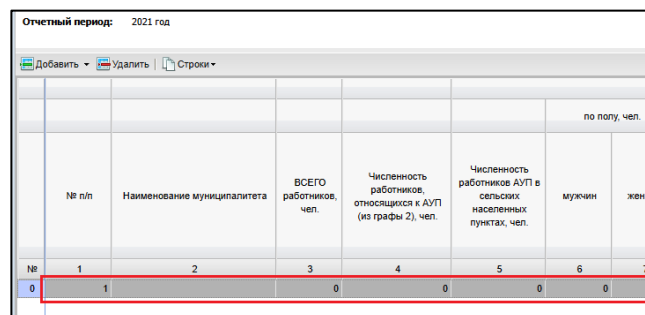 Отчетный период: 2021 год
Добавить Удалить Строки
по полу, чел.
№ п/п
Наименование муниципалитета
ВСЕГО
работников,
чел.
Численность
работников,
относящихся к АУП
(из графы 2), чел.
Численность
работников АУП в
сельских
населенных
пунктах, чел.
мужчин
жен
№ 1 2 3 4 5 6 7
0 1 0 0 0 0